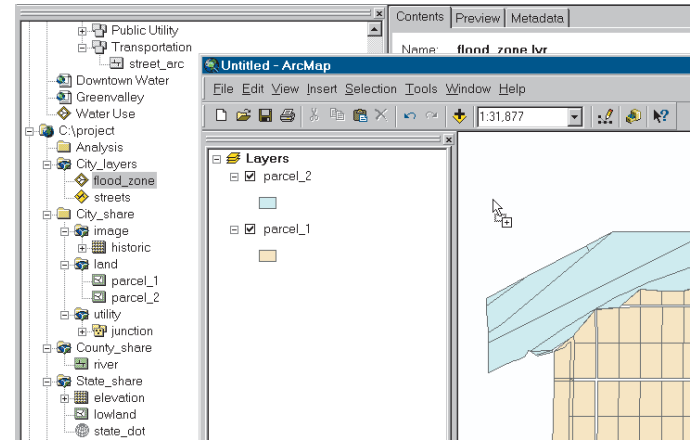 Public Utility
Transportation
street_arc
Downtown Water
Greenvalley
Water Use
C:\project
Analysis
City_layers
flood_zone
streets
City_share
image
historic
land
parcel_1
parcel_2
utility
junction
County_share
river
State_share
elevation
lowland
state_dot
Contents Preview Metadata
Name: flood_zone.lyr
Untitled - ArcMap
File Edit View Insert Selection Tools Window Help
1:31,877
Layers
parcel_2
parcel_1